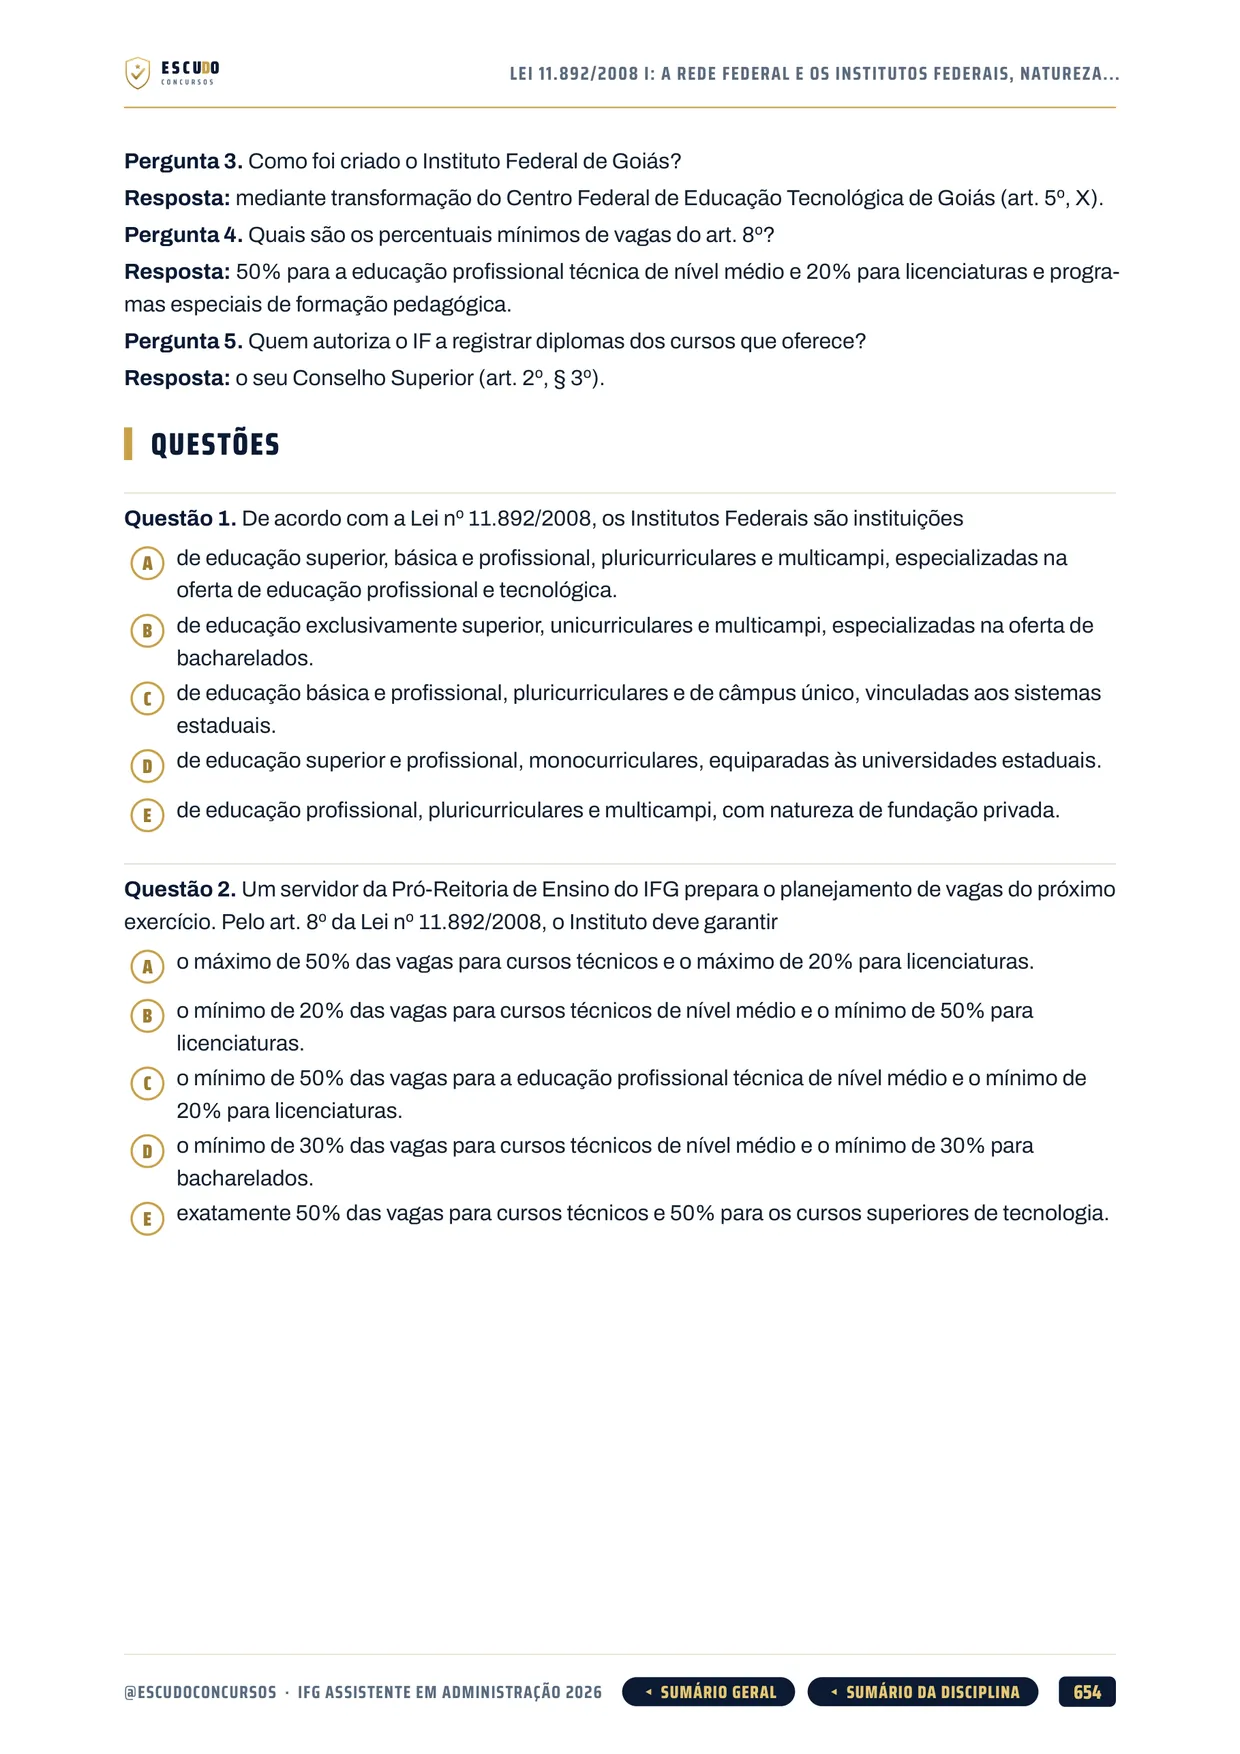 ESCUDO
CONCURSOS
LEI 11.892/2008 I: A REDE FEDERAL E OS INSTITUTOS FEDERAIS, NATUREZA...
Pergunta 3. Como foi criado o Instituto Federal de Goiás?
Resposta: mediante transformação do Centro Federal de Educação Tecnológica de Goiás (art. 5º, X).
Pergunta 4. Quais são os percentuais mínimos de vagas do art. 8º?
Resposta: 50% para a educação profissional técnica de nível médio e 20% para licenciaturas e progra-
mas especiais de formação pedagógica.
Pergunta 5. Quem autoriza o IF a registrar diplomas dos cursos que oferece?
Resposta: o seu Conselho Superior (art. 2º, § 3º).
QUESTÕES
Questão 1. De acordo com a Lei nº 11.892/2008, os Institutos Federais são instituições
A de educação superior, básica e profissional, pluricurriculares e multicampi, especializadas na
oferta de educação profissional e tecnológica.
B de educação exclusivamente superior, unicurriculares e multicampi, especializadas na oferta de
bacharelados.
C de educação básica e profissional, pluricurriculares e de câmpus único, vinculadas aos sistemas
estaduais.
D de educação superior e profissional, monocurriculares, equiparadas às universidades estaduais.
E de educação profissional, pluricurriculares e multicampi, com natureza de fundação privada.
Questão 2. Um servidor da Pró-Reitoria de Ensino do IFG prepara o planejamento de vagas do próximo
exercício. Pelo art. 8º da Lei nº 11.892/2008, o Instituto deve garantir
A o máximo de 50% das vagas para cursos técnicos e o máximo de 20% para licenciaturas.
B o mínimo de 20% das vagas para cursos técnicos de nível médio e o mínimo de 50% para
licenciaturas.
C o mínimo de 50% das vagas para a educação profissional técnica de nível médio e o mínimo de
20% para licenciaturas.
D o mínimo de 30% das vagas para cursos técnicos de nível médio e o mínimo de 30% para
bacharelados.
E exatamente 50% das vagas para cursos técnicos e 50% para os cursos superiores de tecnologia.
@ESCUDOCONCURSOS · IFG ASSISTENTE EM ADMINISTRAÇÃO 2026 ◂ SUMÁRIO GERAL ◂ SUMÁRIO DA DISCIPLINA 654